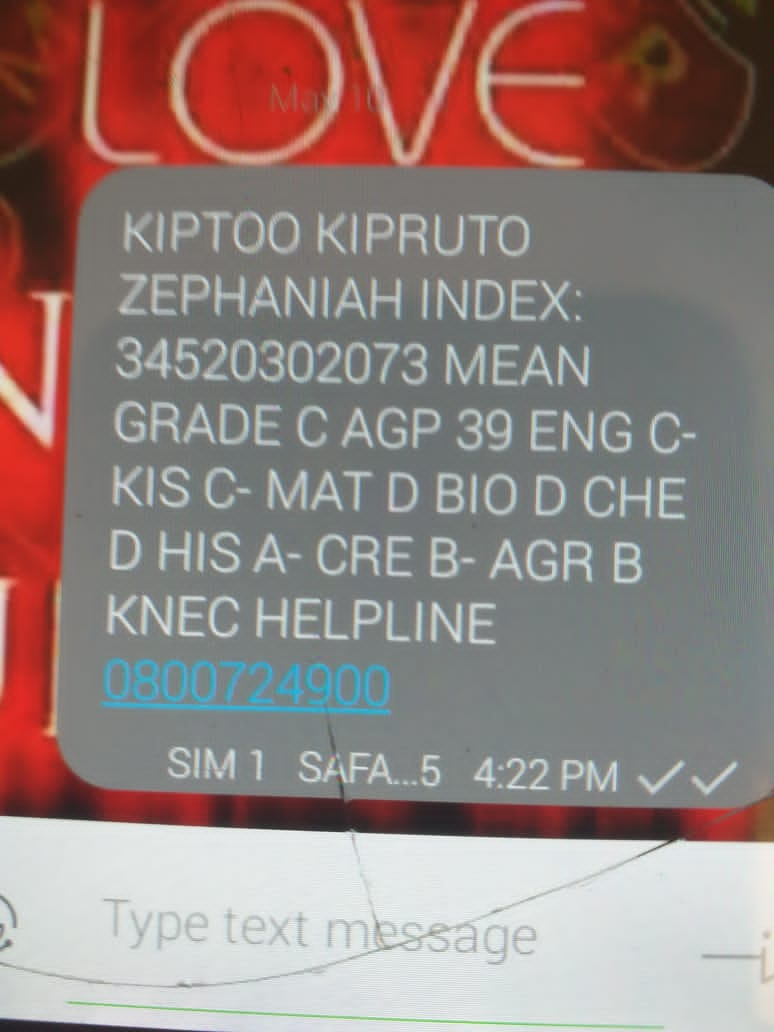 LOVE
May 10
KIPTOO KIPRUTO
ZEPHANIAH INDEX:
34520302073 MEAN
GRADE C AGP 39 ENG C-
KIS C- MAT D BIO D CHE
D HIS A- CRE B- AGR B
KNEC HELPLINE
0800724900
SIM 1 SAFA...5 4:22 PM
Type text message